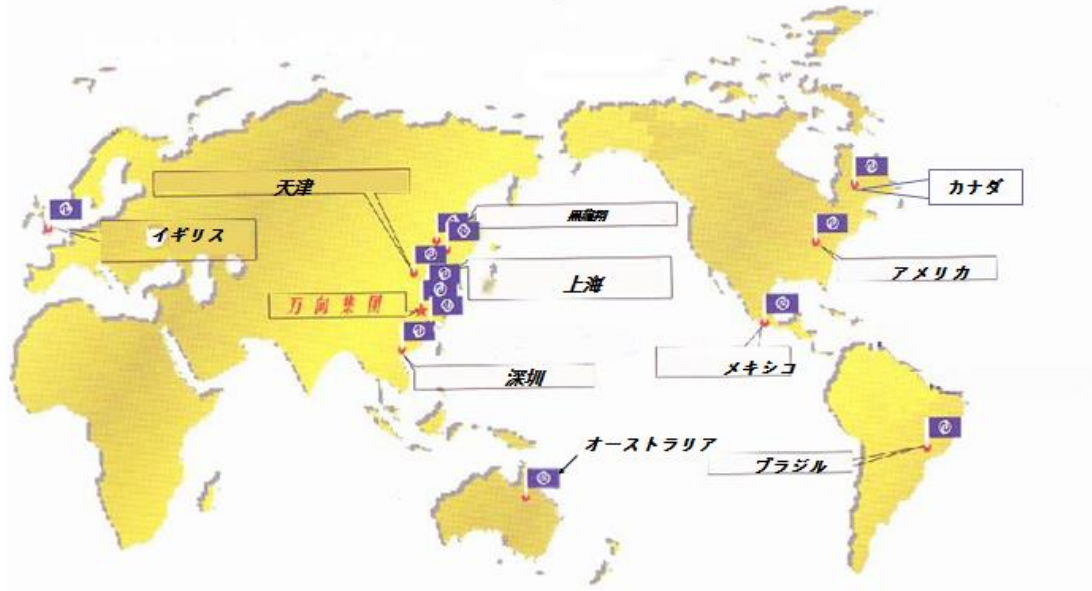 天津
カナダ
イギリス
アメリカ
上海
万向集団
メキシコ
深圳
オーストラリア
ブラジル